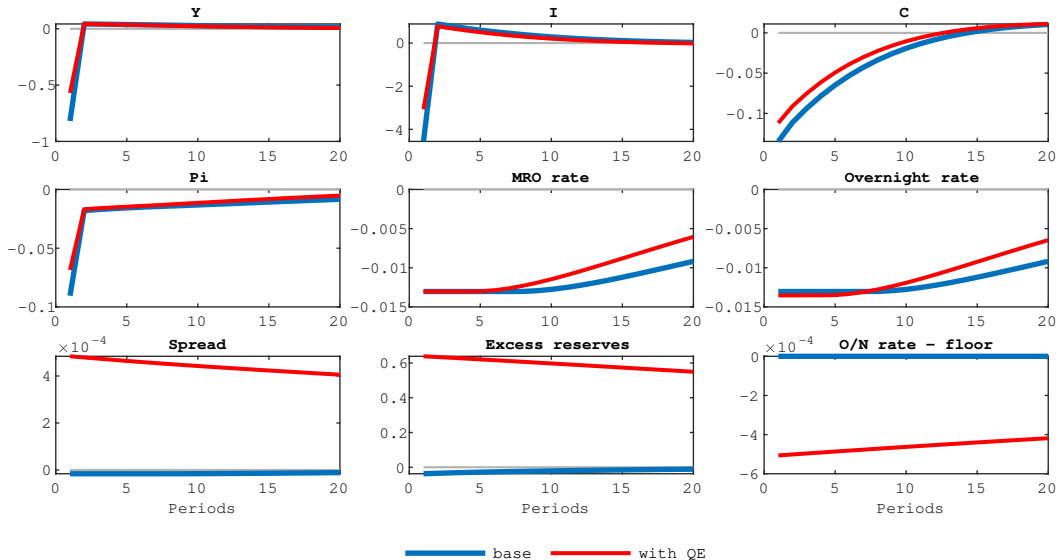 Y
I
C
0
-0.5
-1
0
-2
-4
0
-0.05
-0.1
0 5 10 15 20
0 5 10 15 20
0 5 10 15 20
Pi
MRO rate
Overnight rate
0
-0.05
-0.1
0
-0.005
-0.01
-0.015
0
-0.005
-0.01
-0.015
0 5 10 15 20
0 5 10 15 20
0 5 10 15 20
×10⁻⁴ Spread
Excess reserves
×10⁻⁴ O/N rate - floor
4
2
0
0.6
0.4
0.2
0
0
-2
-4
-6
0 5 10 15 20
0 5 10 15 20
0 5 10 15 20
Periods
Periods
Periods
base with QE